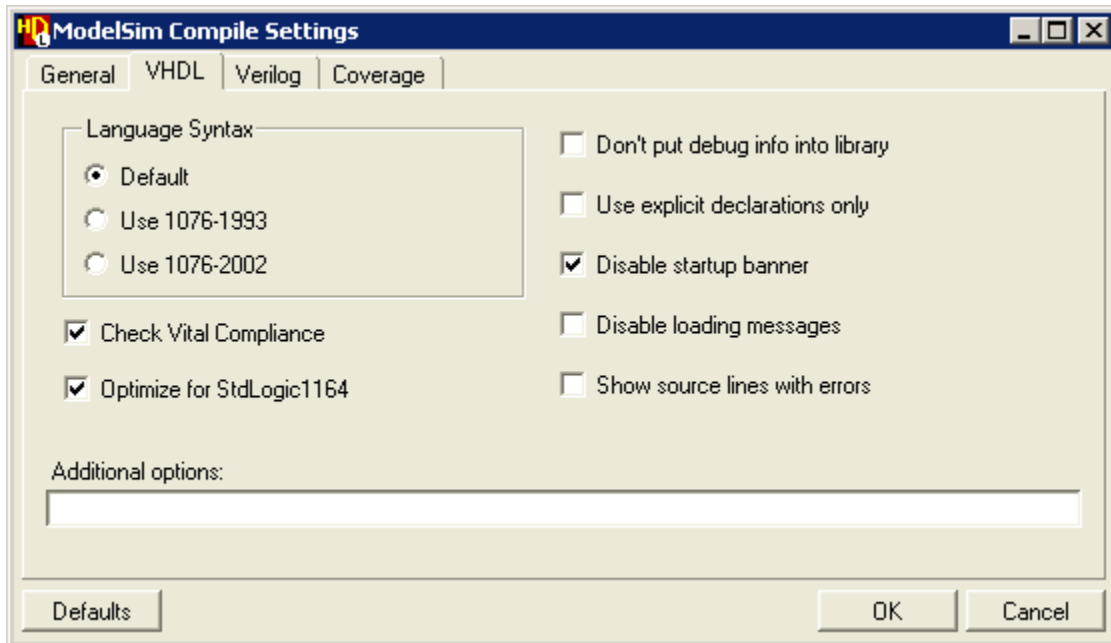 HDL ModelSim Compile Settings
General VHDL Verilog Coverage
Language Syntax
Default
Use 1076-1993
Use 1076-2002
Check Vital Compliance
Optimize for StdLogic1164
Don't put debug info into library
Use explicit declarations only
Disable startup banner
Disable loading messages
Show source lines with errors
Additional options:
Defaults OK Cancel